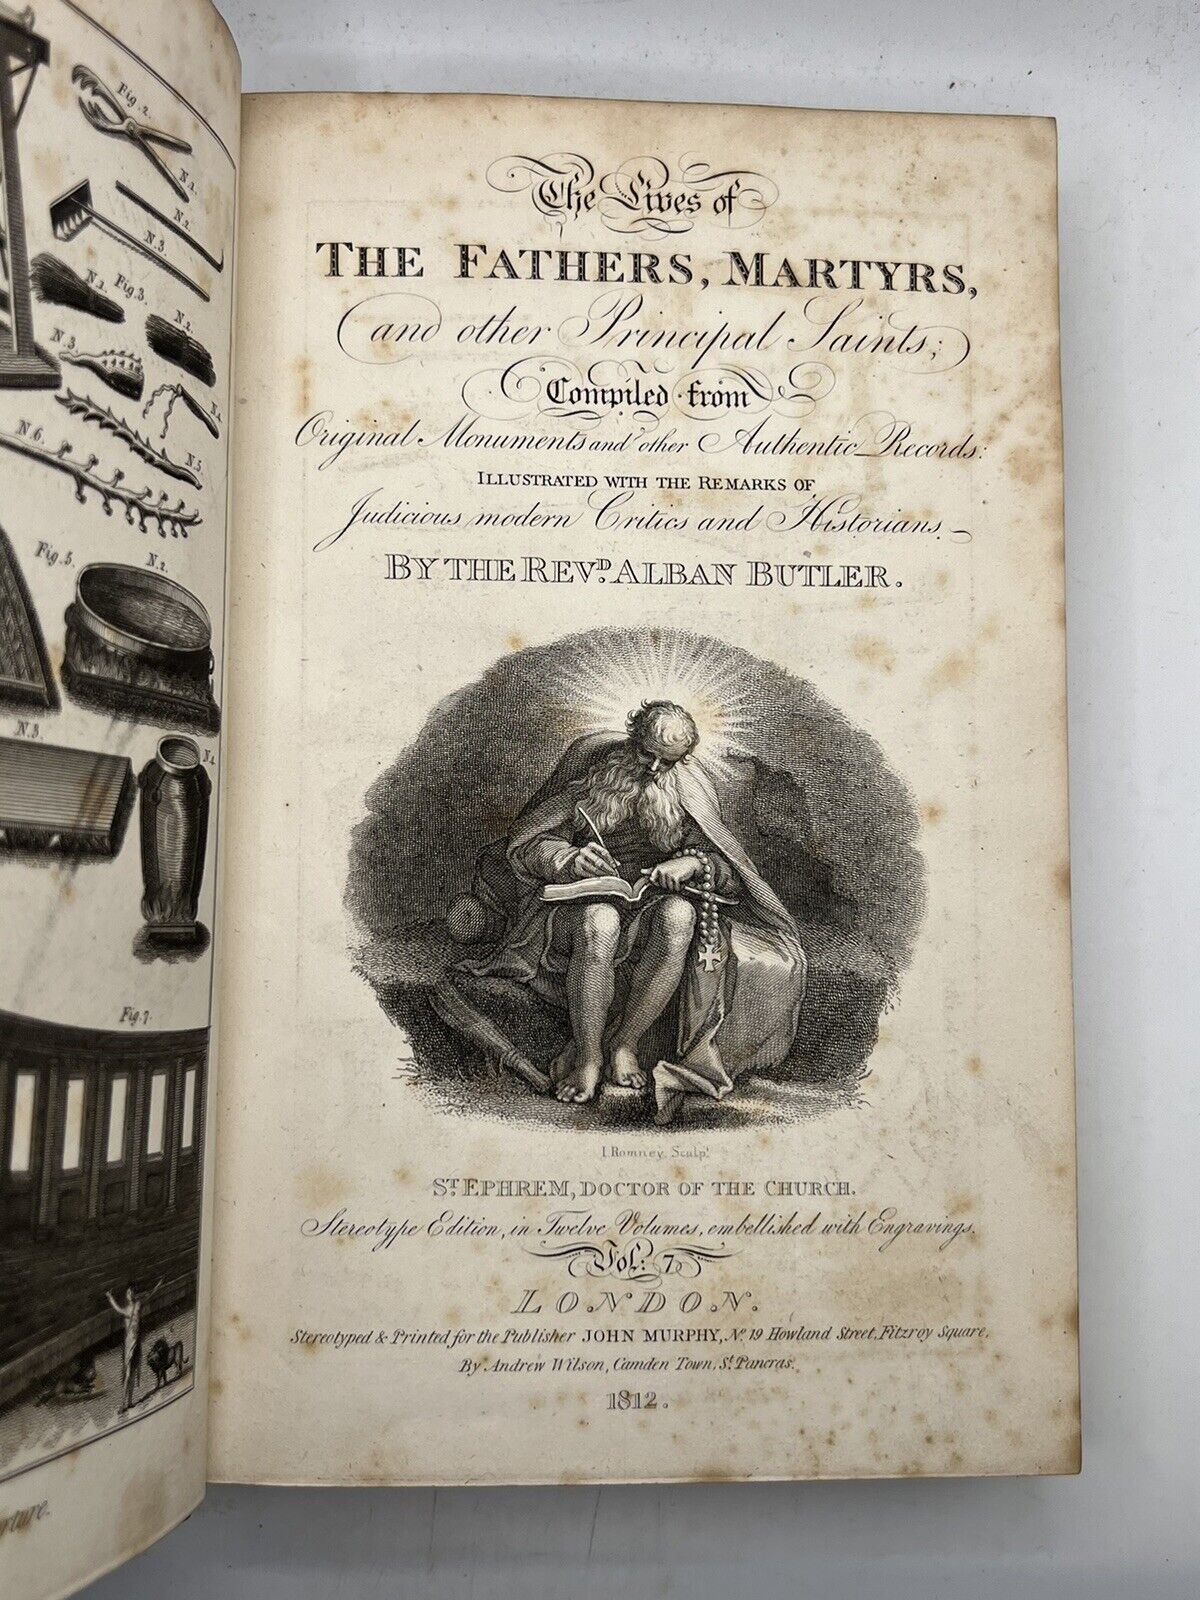 Fig. 2.
N.1.
N.2.
N.3
N.1.
Fig. 3.
N.2.
N.3
N.4.
N.5.
N.6.
Fig. 5.
N.2.
N.3.
N.4
Fig. 7.
The Lives of
THE FATHERS, MARTYRS,
and other Principal Saints;
Compiled from
Original Monuments and other Authentic Records:
ILLUSTRATED WITH THE REMARKS OF
Judicious modern Critics and Historians.
BY THE REVD. ALBAN BUTLER.
I Romney Sculpt
ST. EPHREM, DOCTOR OF THE CHURCH.
Stereotype Edition, in Twelve Volumes, embellished with Engravings.
Vol: 7
LONDON.
Stereotyped & Printed for the Publisher JOHN MURPHY, No. 19 Howland Street, Fitzroy Square.
By Andrew Wilson, Camden Town, St. Pancras.
1812.